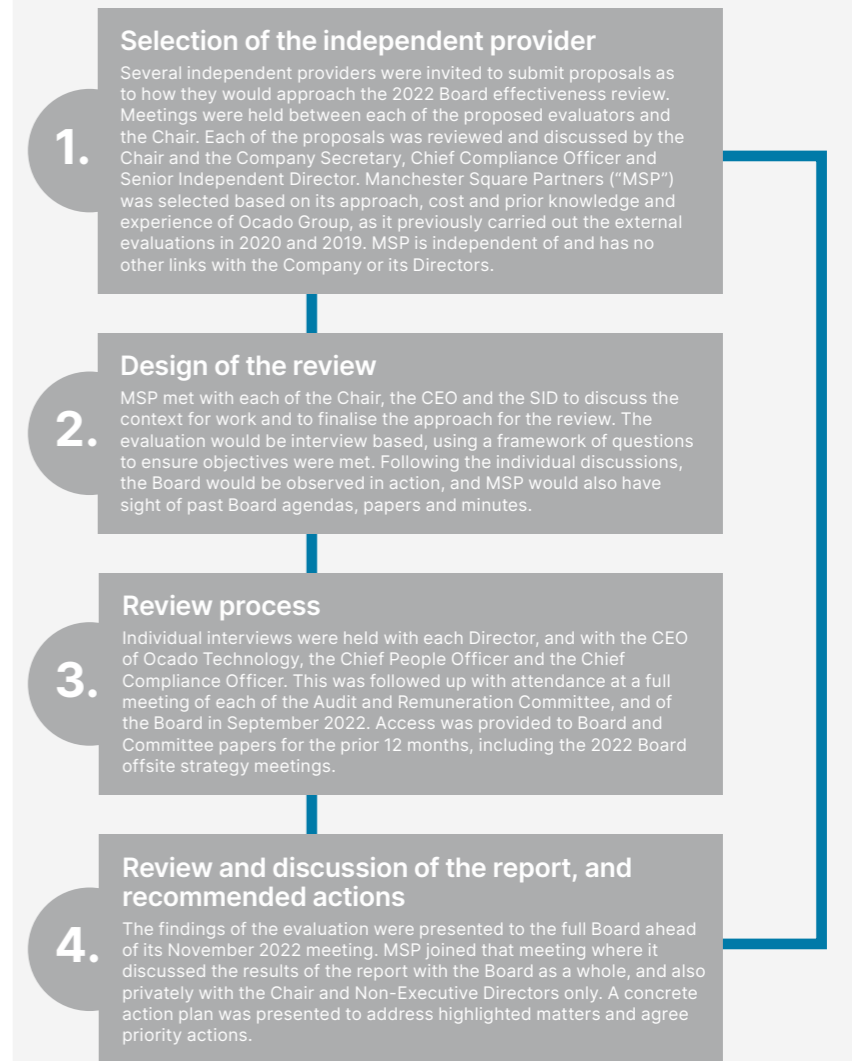 Selection of the independent provider
Several independent providers were invited to submit proposals as
to how they would approach the 2022 Board effectiveness review.
Meetings were held between each of the proposed evaluators and
the Chair. Each of the proposals was reviewed and discussed by the
Chair and the Company Secretary, Chief Compliance Officer and
Senior Independent Director. Manchester Square Partners (“MSP”)
was selected based on its approach, cost and prior knowledge and
experience of Ocado Group, as it previously carried out the external
evaluations in 2020 and 2019. MSP is independent of and has no
other links with the Company or its Directors.
1.
Design of the review
MSP met with each of the Chair, the CEO and the SID to discuss the
context for work and to finalise the approach for the review. The
evaluation would be interview based, using a framework of questions
to ensure objectives were met. Following the individual discussions,
the Board would be observed in action, and MSP would also have
sight of past Board agendas, papers and minutes.
2.
Review process
Individual interviews were held with each Director, and with the CEO
of Ocado Technology, the Chief People Officer and the Chief
Compliance Officer. This was followed up with attendance at a full
meeting of each of the Audit and Remuneration Committee, and of
the Board in September 2022. Access was provided to Board and
Committee papers for the prior 12 months, including the 2022 Board
offsite strategy meetings.
3.
Review and discussion of the report, and
recommended actions
The findings of the evaluation were presented to the full Board ahead
of its November 2022 meeting. MSP joined that meeting where it
discussed the results of the report with the Board as a whole, and also
privately with the Chair and Non-Executive Directors only. A concrete
action plan was presented to address highlighted matters and agree
priority actions.
4.